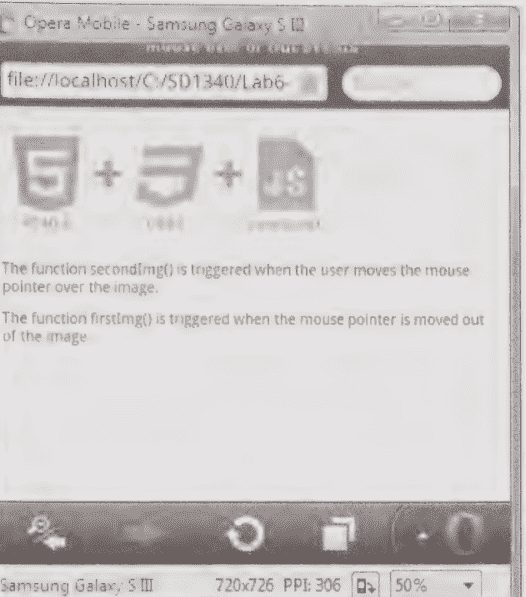 Opera Mobile - Samsung Galaxy S III
file://localhost/C:/SD1340/Lab6-
JS
The function secondImg() is triggered when the user moves the mouse
pointer over the image.
The function firstImg() is triggered when the mouse pointer is moved out
of the image
Samsung Galaxy S III 720x726 PPI: 306 50%